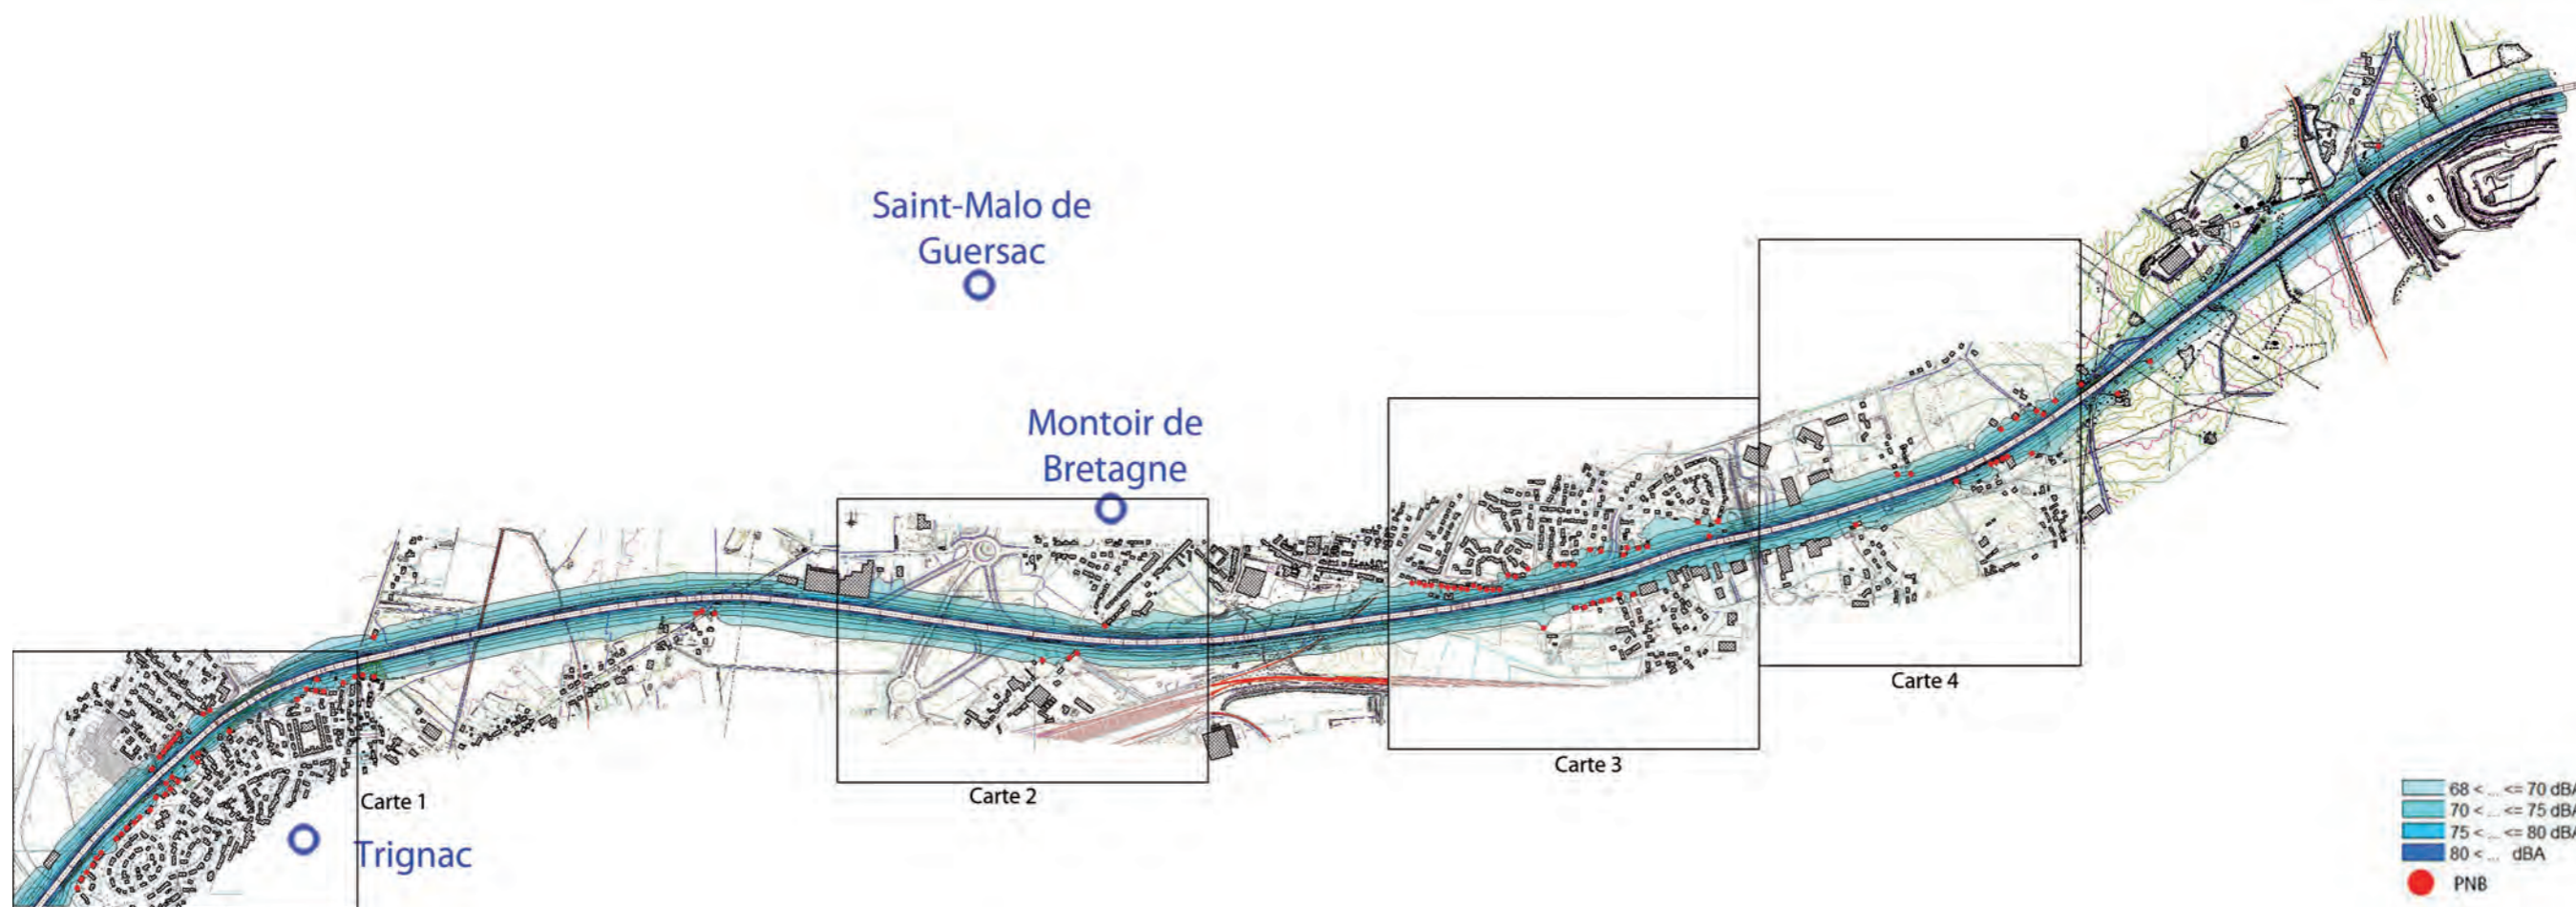 Saint-Malo de
Guersac
Montoir de
Bretagne
Carte 4
Carte 3
Carte 2
Carte 1
Trignac
68 < ... <= 70 dBA
70 < ... <= 75 dBA
75 < ... <= 80 dBA
80 < ... dBA
PNB